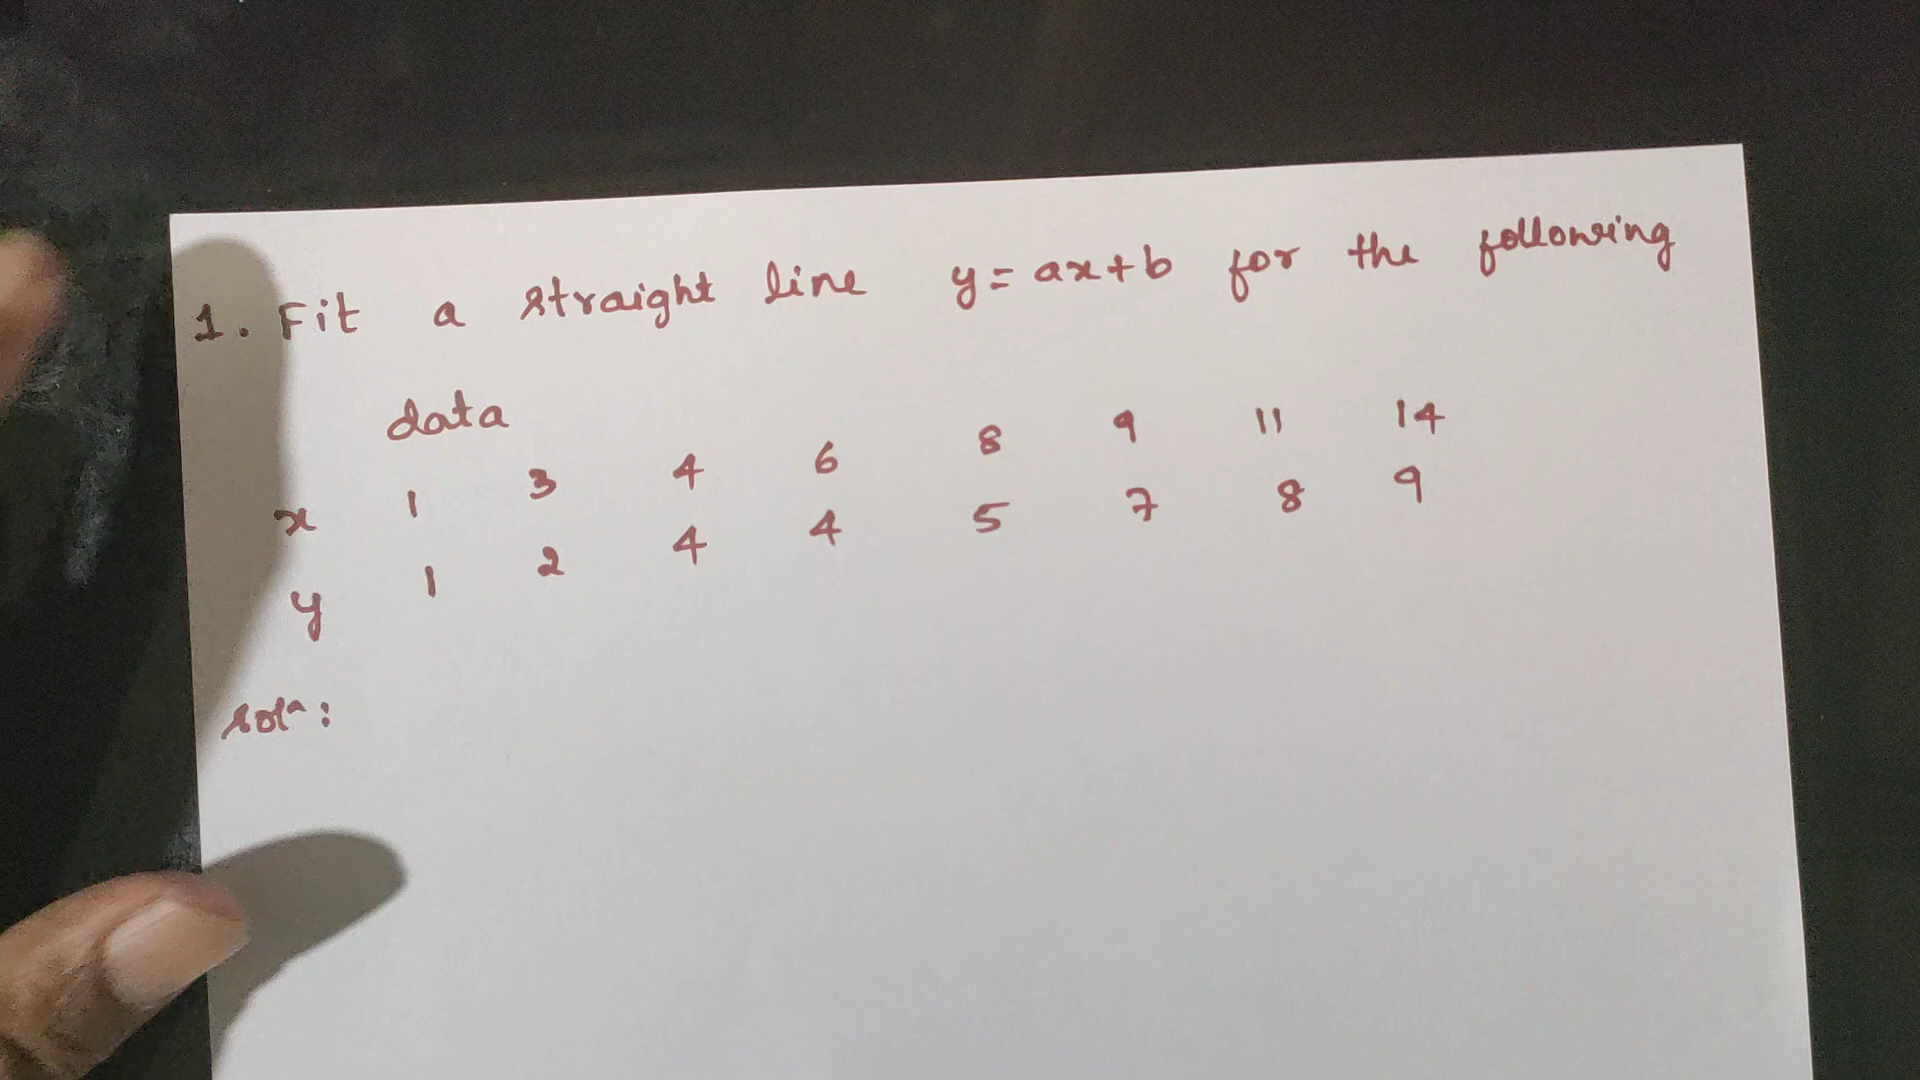 1. Fit a straight line y = ax+b for the following
data
x 1 3 4 6 8 9 11 14
y 1 2 4 4 5 7 8 9
soln: